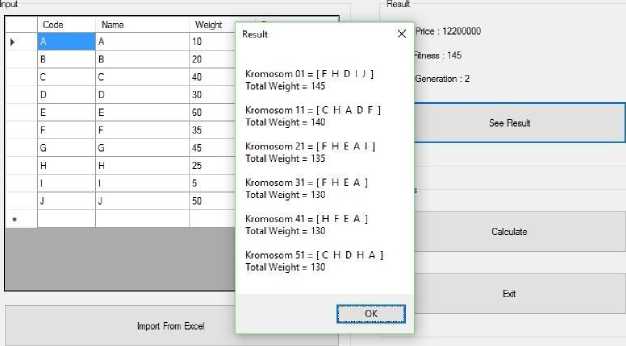 Input
Code Name Weight
A A 10
B B 20
C C 40
D D 30
E E 60
F F 35
G G 45
H H 25
I I 5
J J 50
Import From Excel
Result
Kromosom 01 = [ F H D I J ]
Total Weight = 145
Kromosom 11 = [ C H A D F ]
Total Weight = 140
Kromosom 21 = [ F H E A I ]
Total Weight = 135
Kromosom 31 = [ F H E A ]
Total Weight = 130
Kromosom 41 = [ H F E A ]
Total Weight = 130
Kromosom 51 = [ C H D H A ]
Total Weight = 130
OK
Result
Price : 12200000
Fitness : 145
Generation : 2
See Result
Calculate
Exit